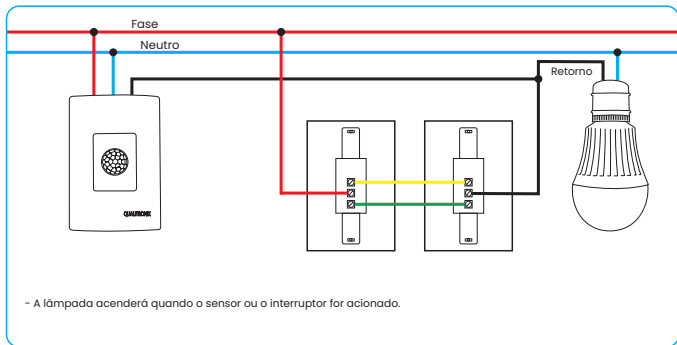 Fase
Neutro
Retorno
QUALITRONIX
- A lâmpada acenderá quando o sensor ou o interruptor for acionado.